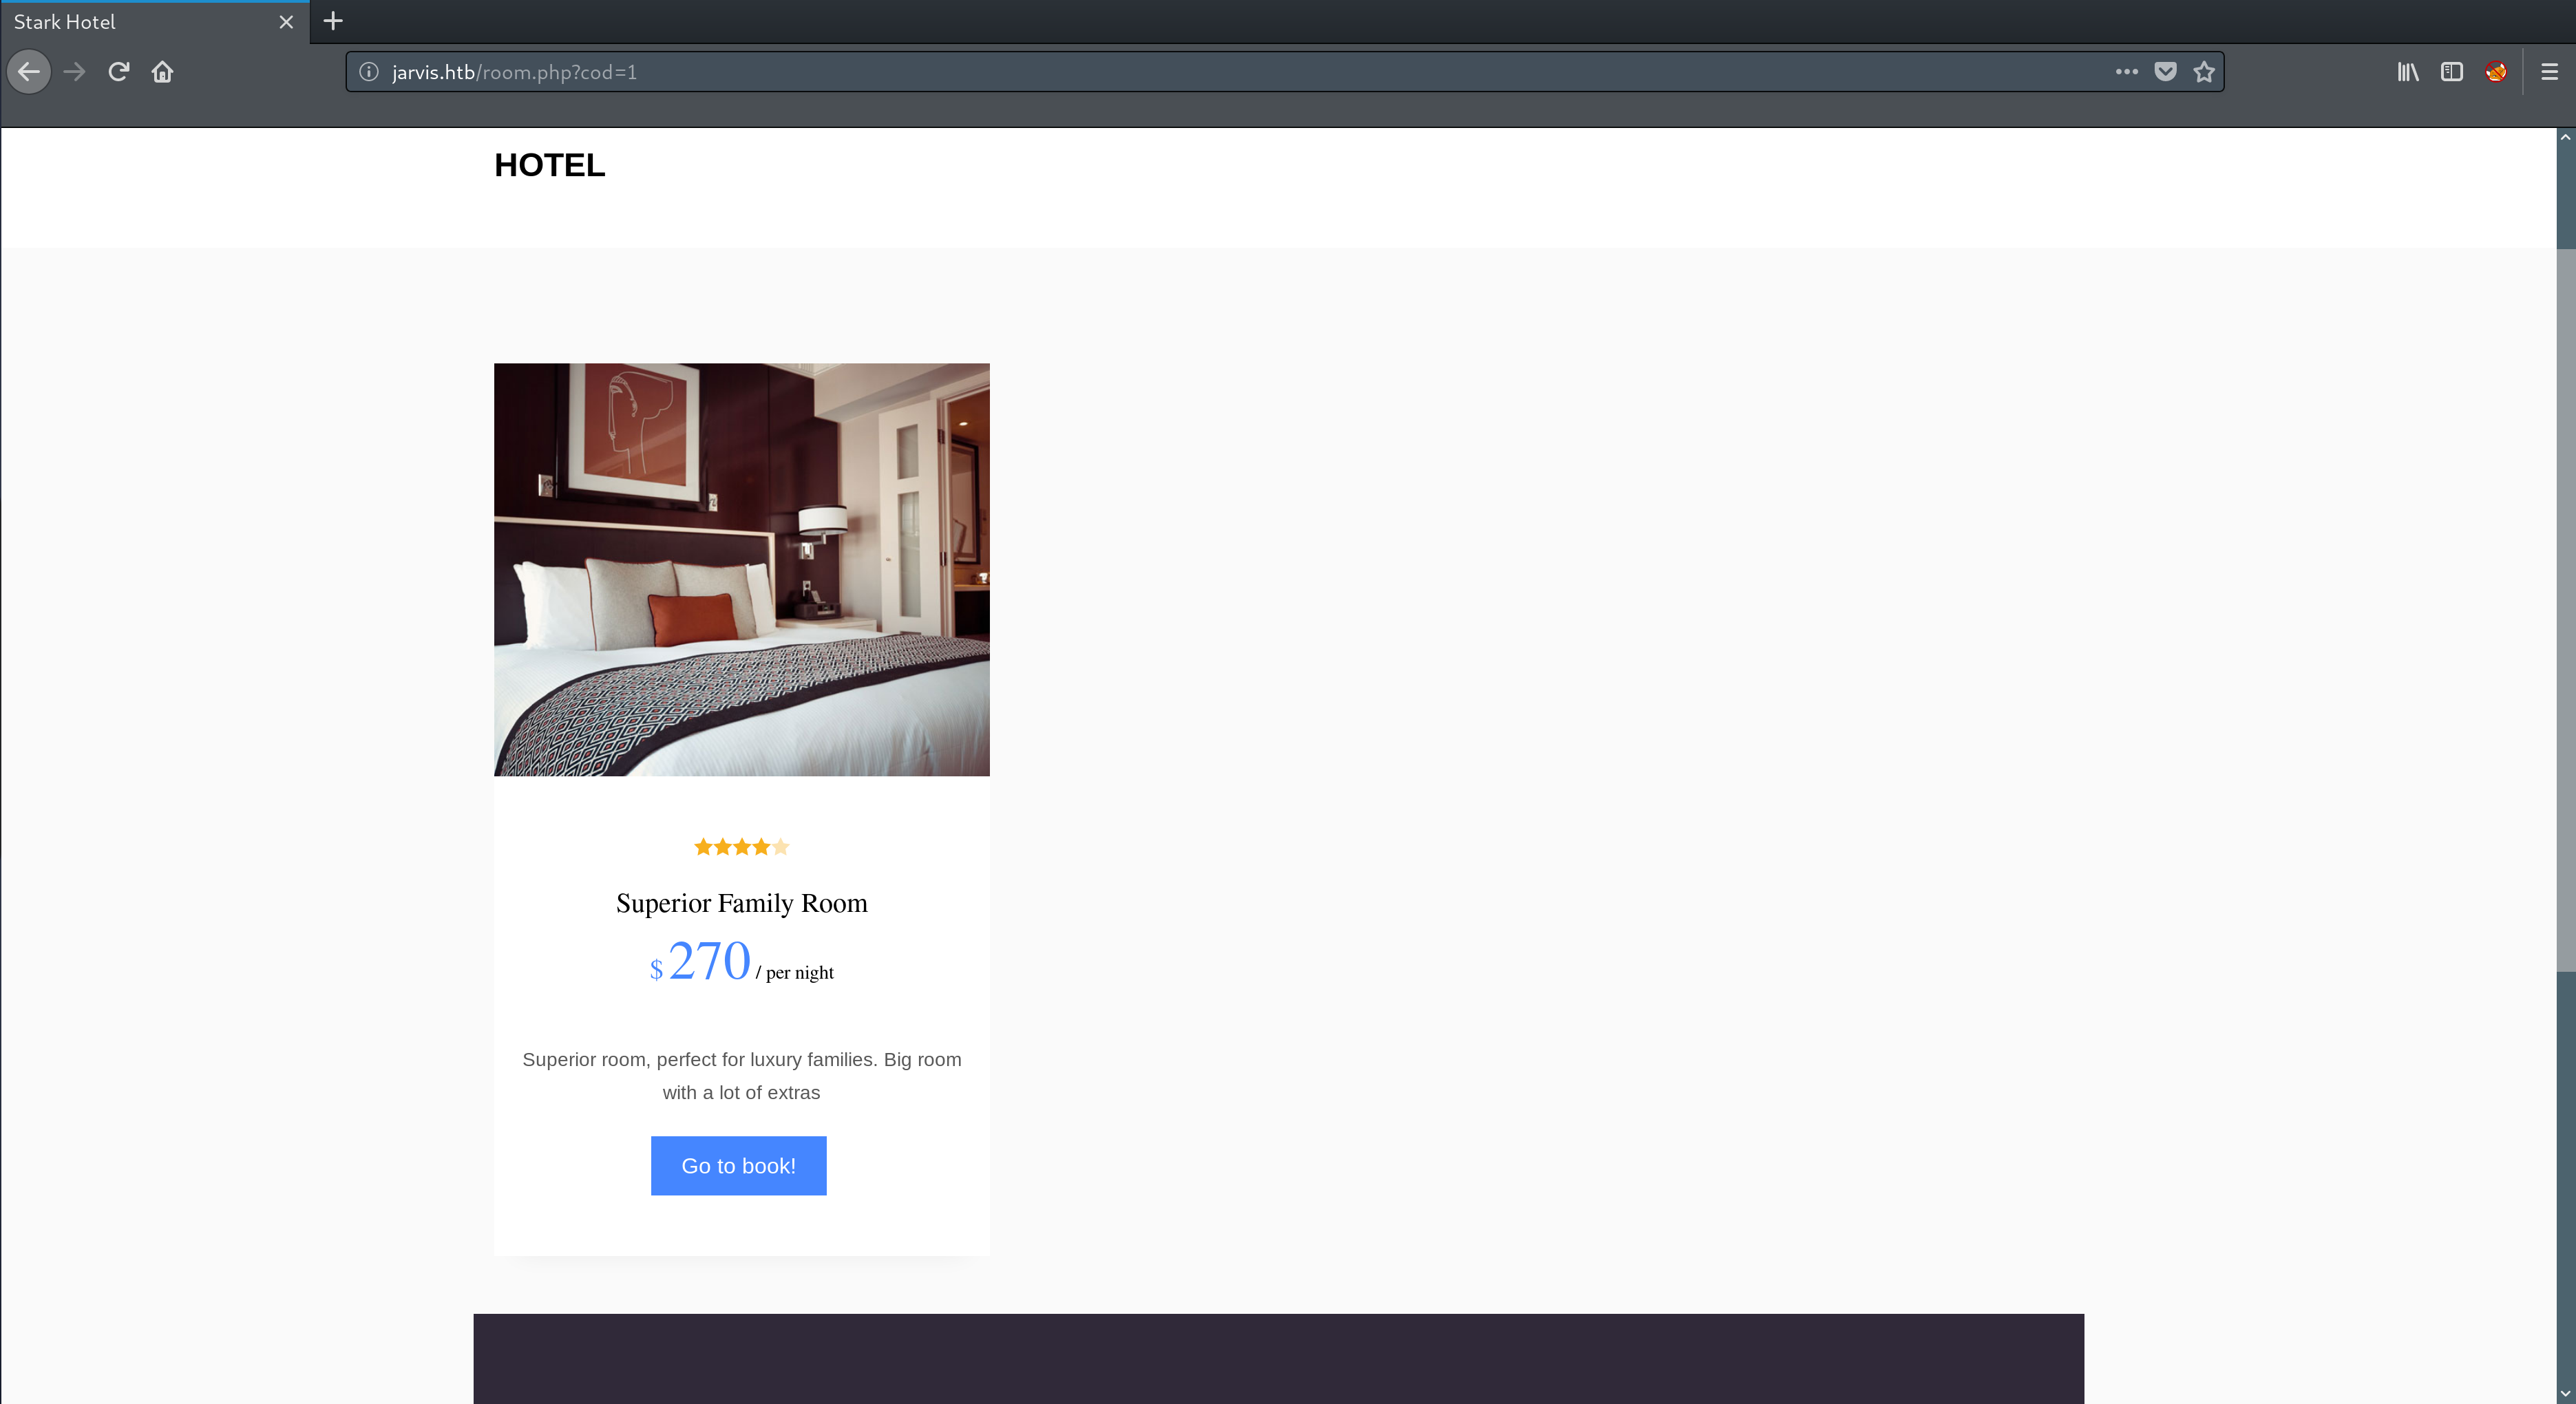 Stark Hotel
jarvis.htb/room.php?cod=1
HOTEL
Superior Family Room
$ 270 / per night
Superior room, perfect for luxury families. Big room
with a lot of extras
Go to book!